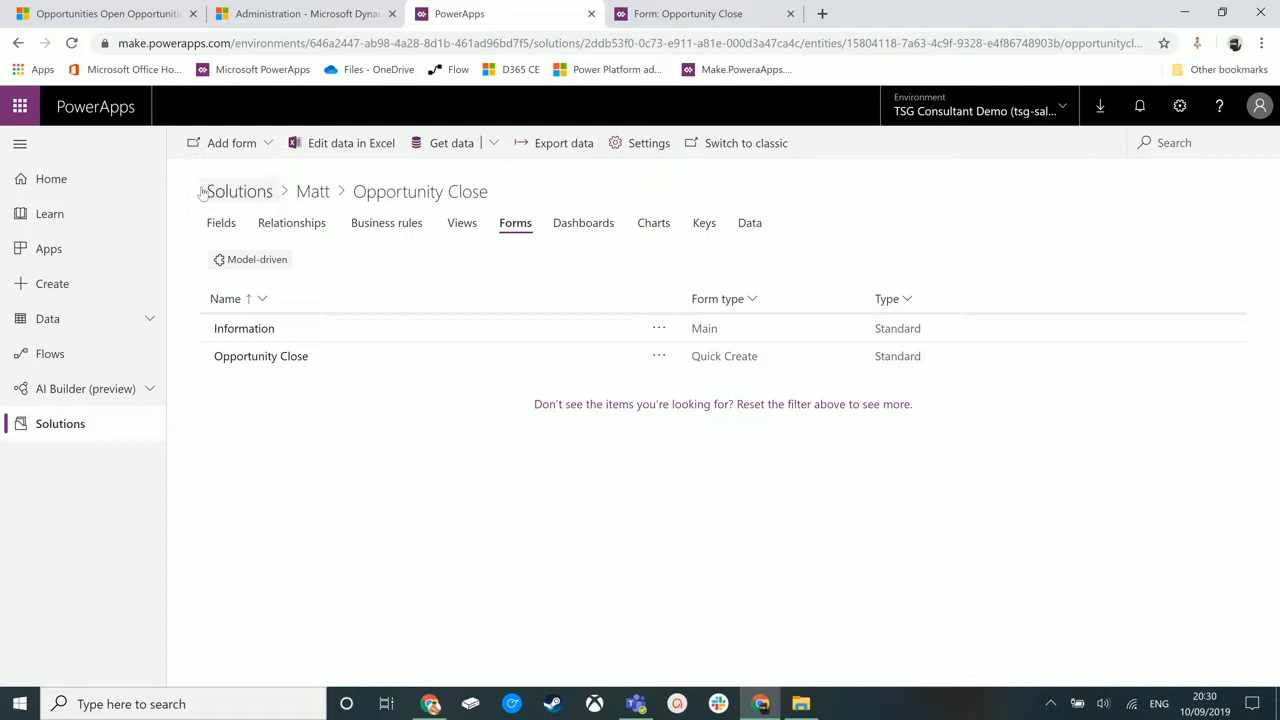 Opportunities Open Opportunitie
Administration - Microsoft Dynac
PowerApps
Form: Opportunity Close
make.powerapps.com/environments/646a2447-ab98-4a28-8d1b-461ad96bd7f5/solutions/2ddb53f0-0c73-e911-a81e-000d3a47ca4c/entities/15804118-7a63-4c9f-9328-e4f86748903b/opportunitycl...
Apps
Microsoft Office Ho...
Microsoft PowerApps
Files - OneDrive
Flow
D365 CE
Power Platform ad...
Make.PoweraApps....
Other bookmarks
PowerApps
Environment
TSG Consultant Demo (tsg-sal...
Add form
Edit data in Excel
Get data
Export data
Settings
Switch to classic
Search
Home
Learn
Apps
Create
Data
Flows
AI Builder (preview)
Solutions
Solutions > Matt > Opportunity Close
Fields Relationships Business rules Views Forms Dashboards Charts Keys Data
Model-driven
Name ↑ Form type Type
Information ... Main Standard
Opportunity Close ... Quick Create Standard
Don't see the items you're looking for? Reset the filter above to see more.
Type here to search
ENG
20:30
10/09/2019